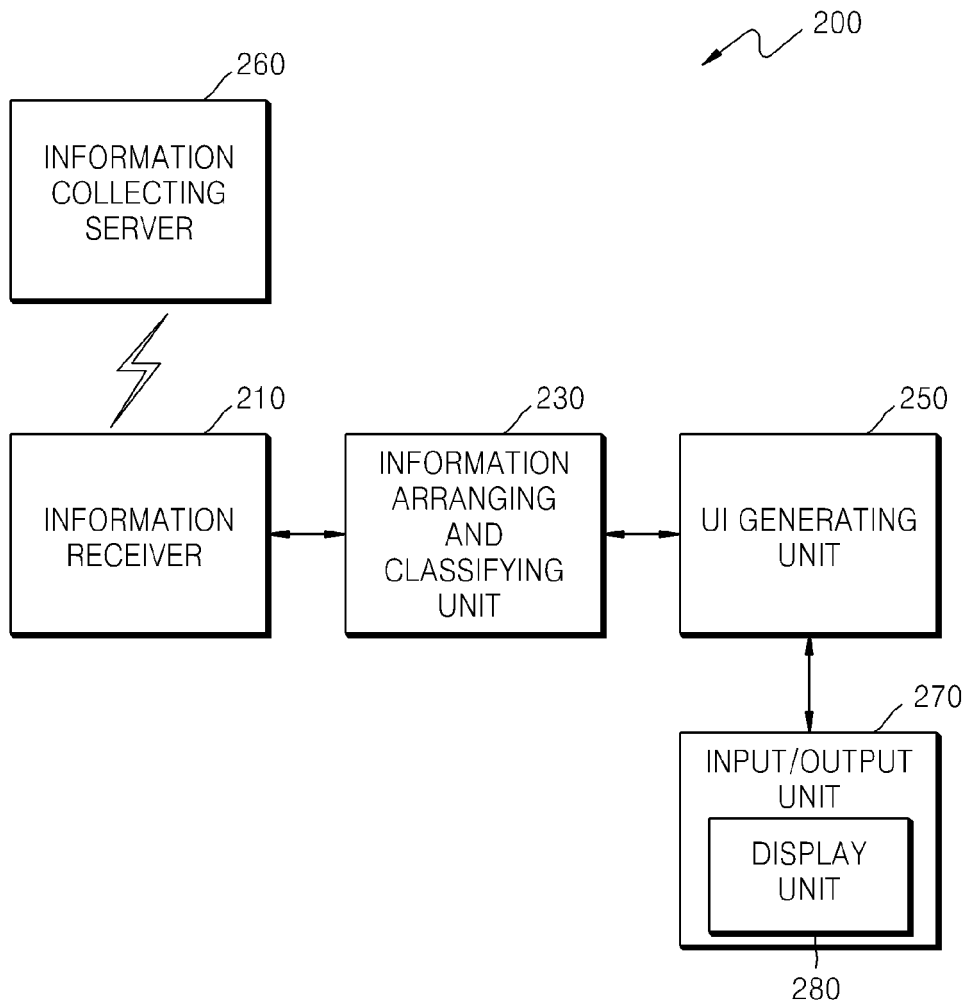 200
260
INFORMATION
COLLECTING
SERVER
210
INFORMATION
RECEIVER
230
INFORMATION
ARRANGING
AND
CLASSIFYING
UNIT
250
UI GENERATING
UNIT
270
INPUT/OUTPUT
UNIT
DISPLAY
UNIT
280